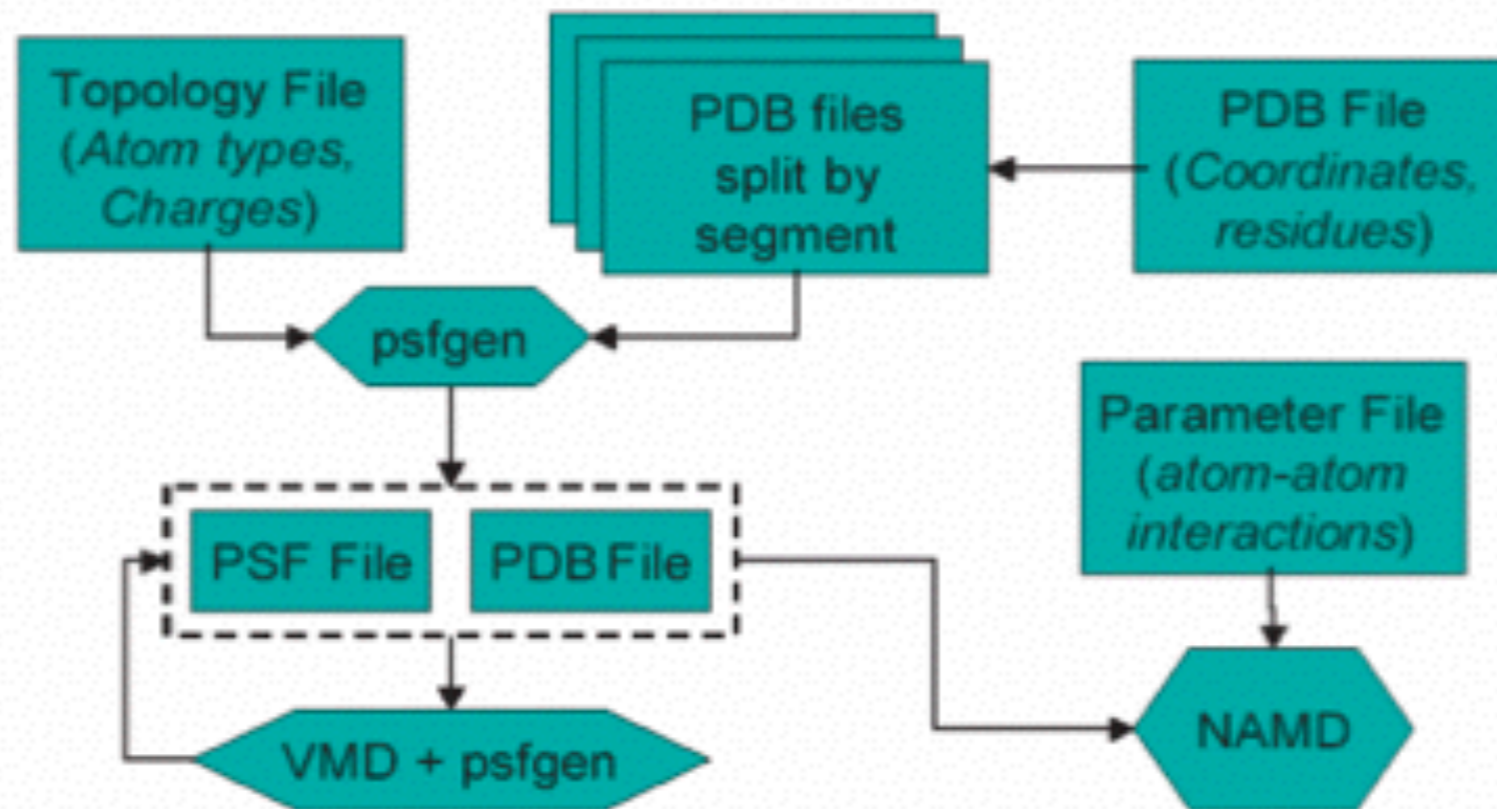 Topology File
(Atom types,
Charges)
PDB files
split by
segment
PDB File
(Coordinates,
residues)
psfgen
Parameter File
(atom-atom
interactions)
PSF File
PDB File
VMD + psfgen
NAMD